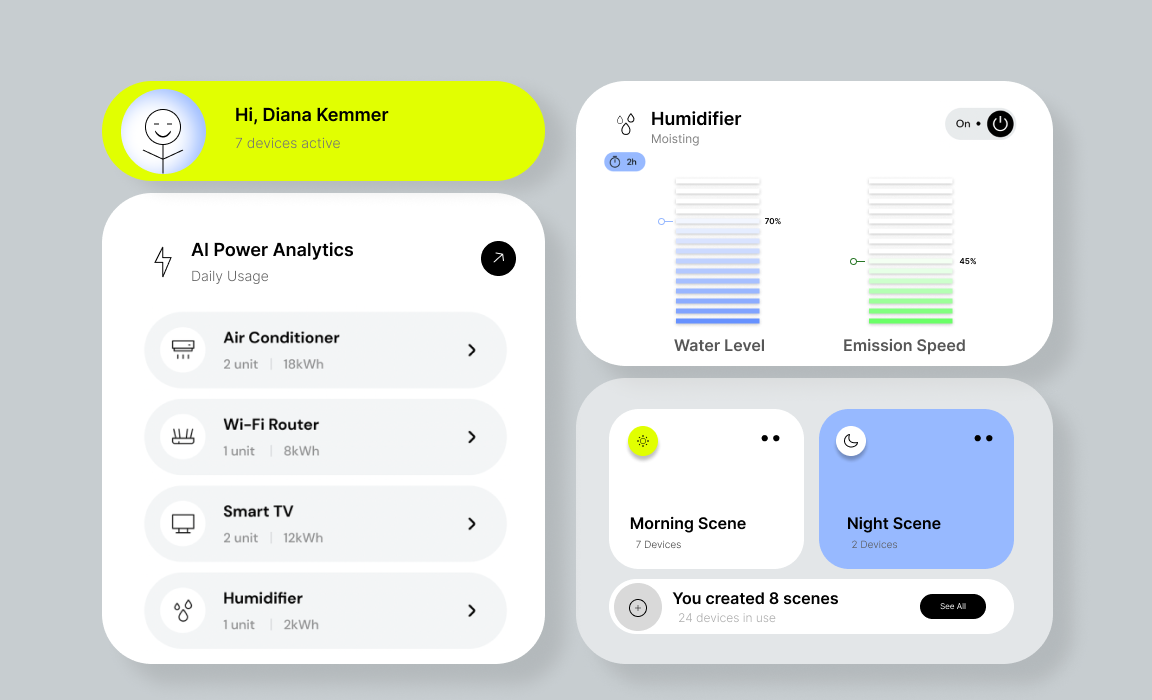 Hi, Diana Kemmer
7 devices active
AI Power Analytics
Daily Usage
Air Conditioner
2 unit | 18kWh
Wi-Fi Router
1 unit | 8kWh
Smart TV
2 unit | 12kWh
Humidifier
1 unit | 2kWh
Humidifier
Moisting
On •
2h
70%
45%
Water Level
Emission Speed
Morning Scene
7 Devices
Night Scene
2 Devices
You created 8 scenes
24 devices in use
See All